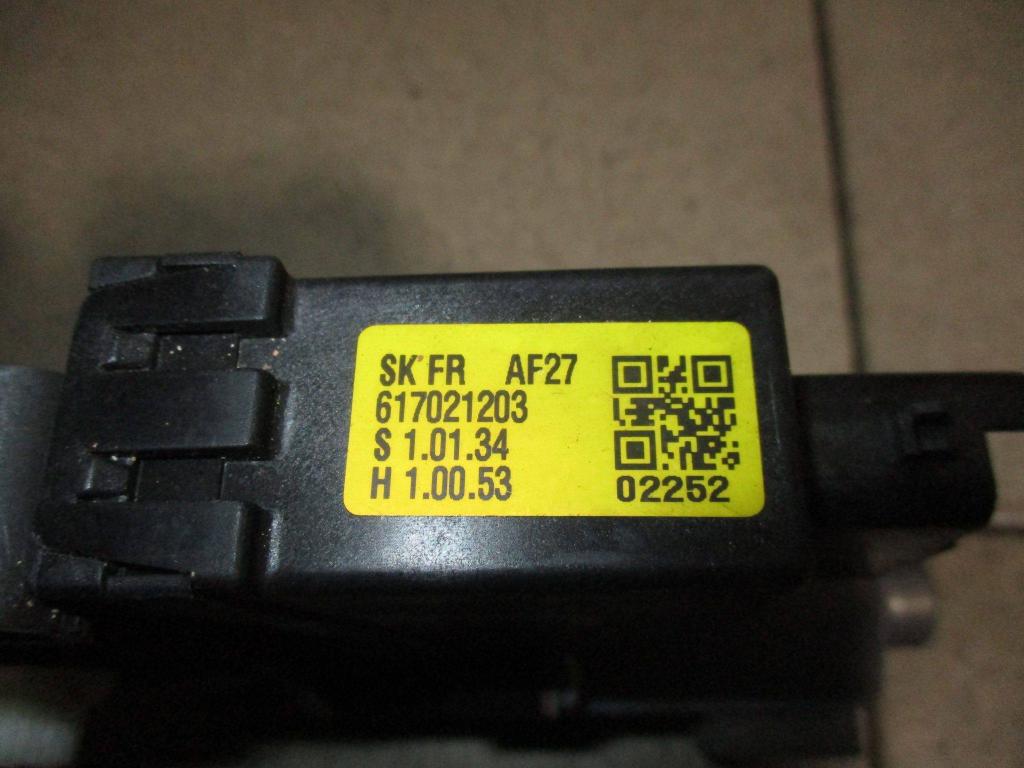 SK FR AF27
617021203
S 1.01.34
H 1.00.53
02252